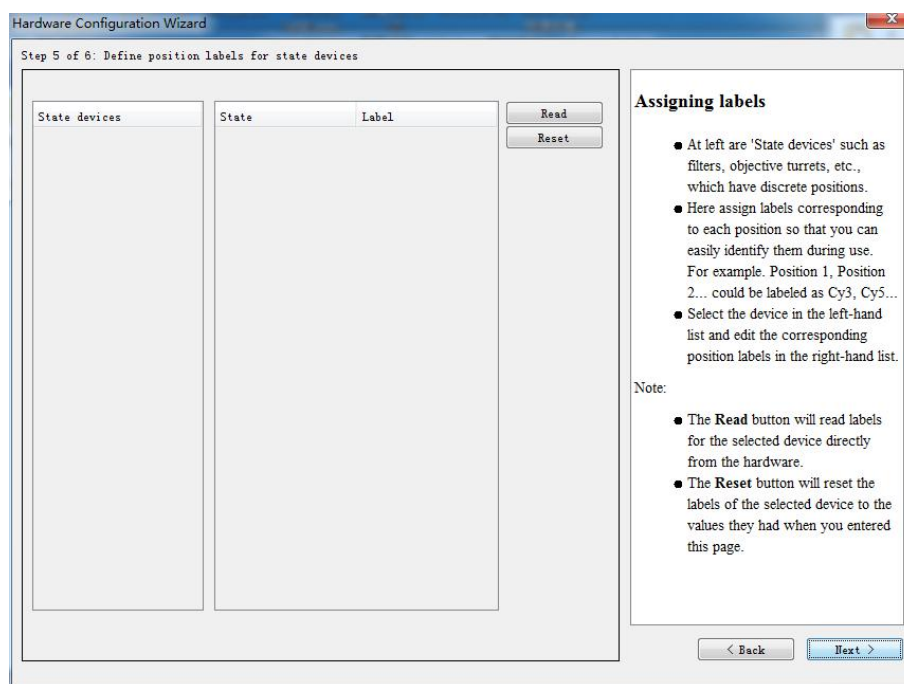 Hardware Configuration Wizard
Step 5 of 6: Define position labels for state devices
State devices
State Label
Read
Reset
Assigning labels
At left are 'State devices' such as
filters, objective turrets, etc.,
which have discrete positions.
Here assign labels corresponding
to each position so that you can
easily identify them during use.
For example. Position 1, Position
2... could be labeled as Cy3, Cy5...
Select the device in the left-hand
list and edit the corresponding
position labels in the right-hand list.
Note:
The Read button will read labels
for the selected device directly
from the hardware.
The Reset button will reset the
labels of the selected device to the
values they had when you entered
this page.
< Back
Next >